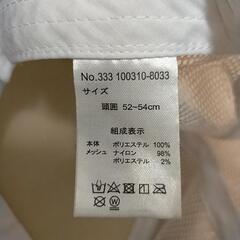 No.333 100310-8033
サイズ
頭囲 52~54cm
組成表示
本体 ポリエステル 100%
メッシュ ナイロン 98%
ポリエステル 2%